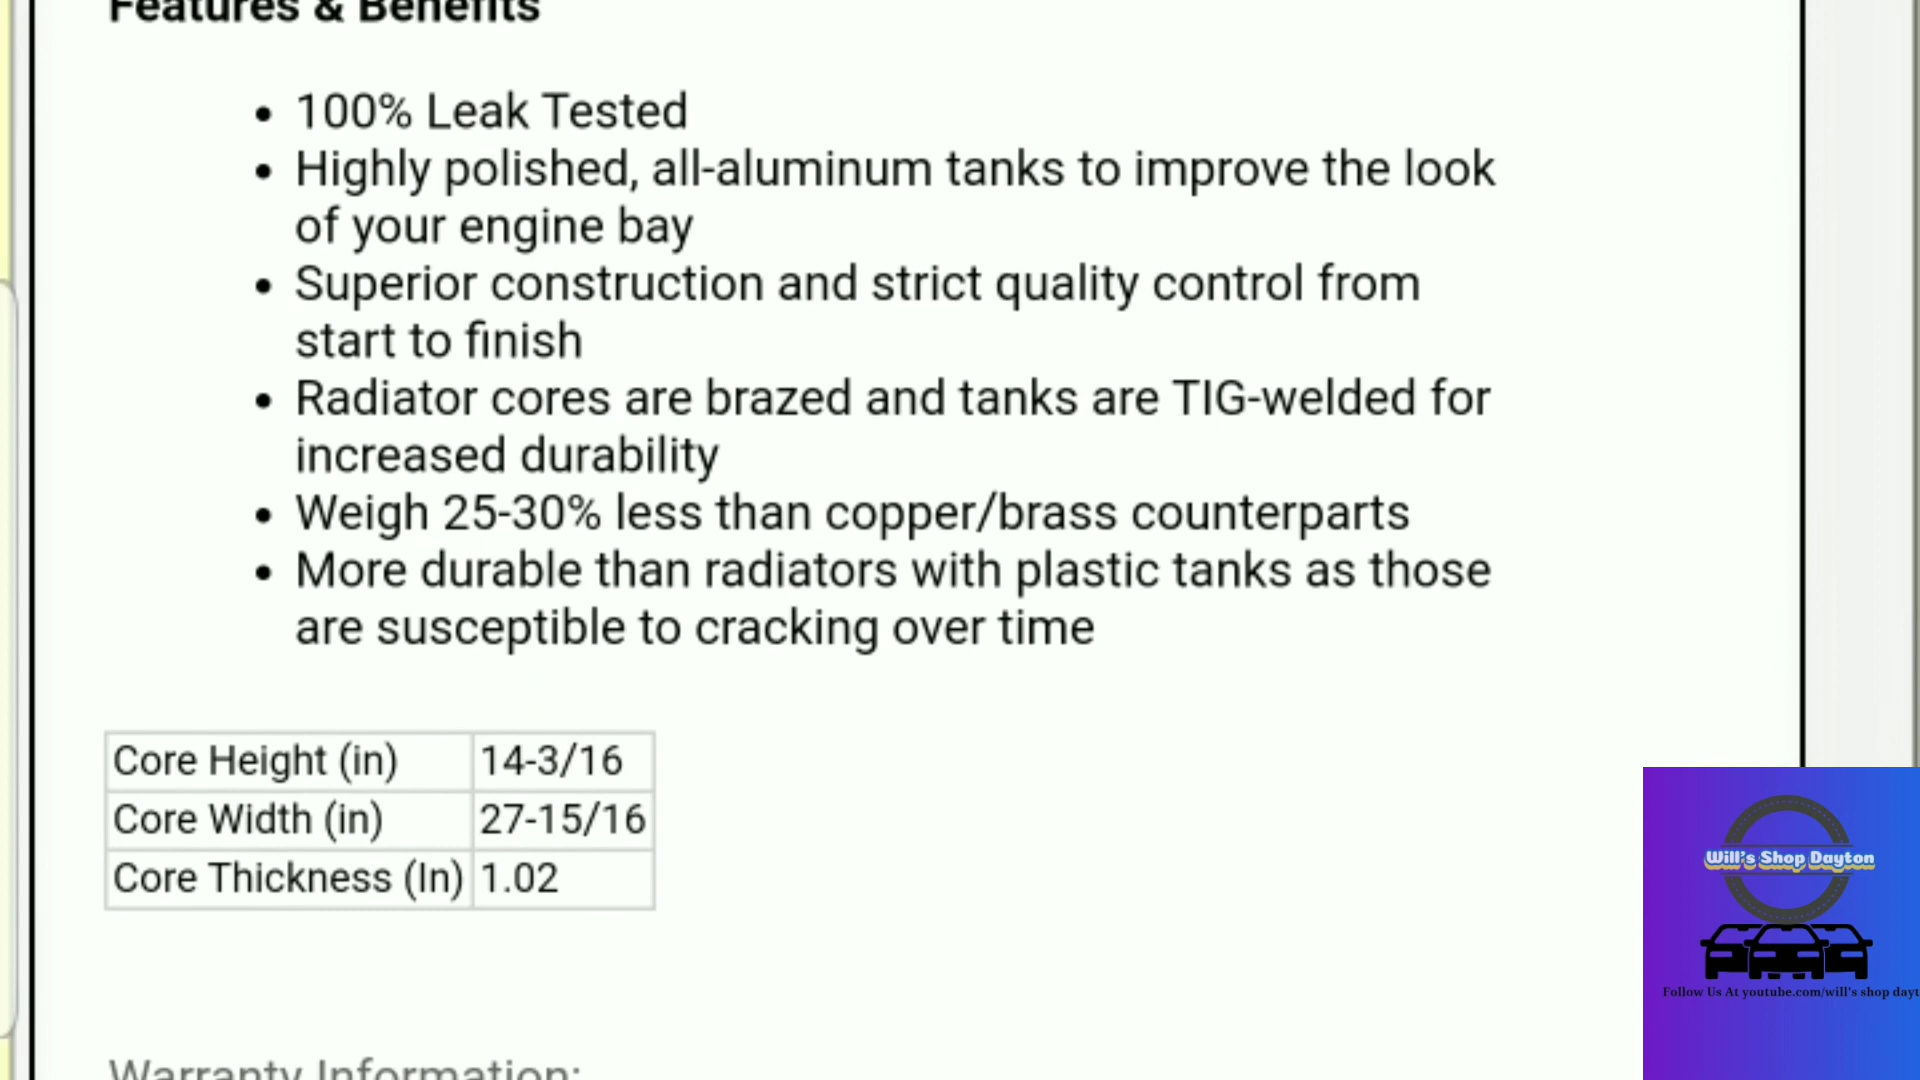 Features & Benefits
• 100% Leak Tested
• Highly polished, all-aluminum tanks to improve the look
of your engine bay
• Superior construction and strict quality control from
start to finish
• Radiator cores are brazed and tanks are TIG-welded for
increased durability
• Weigh 25-30% less than copper/brass counterparts
• More durable than radiators with plastic tanks as those
are susceptible to cracking over time
Core Height (in) 14-3/16
Core Width (in) 27-15/16
Core Thickness (In) 1.02
Will's Shop Dayton
Follow Us At youtube.com/will's shop dayt
Warranty Information: